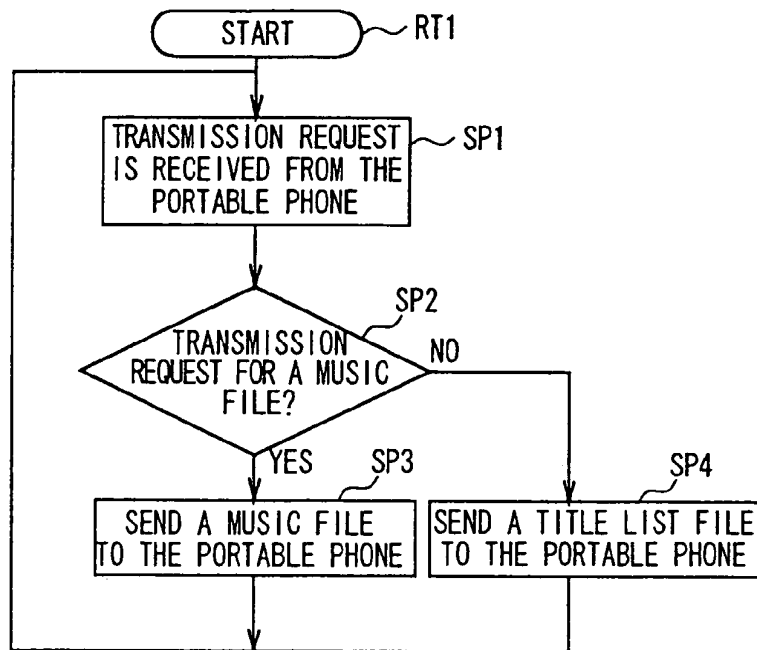 START
RT1
TRANSMISSION REQUEST
IS RECEIVED FROM THE
PORTABLE PHONE
SP1
SP2
TRANSMISSION
REQUEST FOR A MUSIC
FILE?
NO
YES
SP3
SEND A MUSIC FILE
TO THE PORTABLE PHONE
SP4
SEND A TITLE LIST FILE
TO THE PORTABLE PHONE